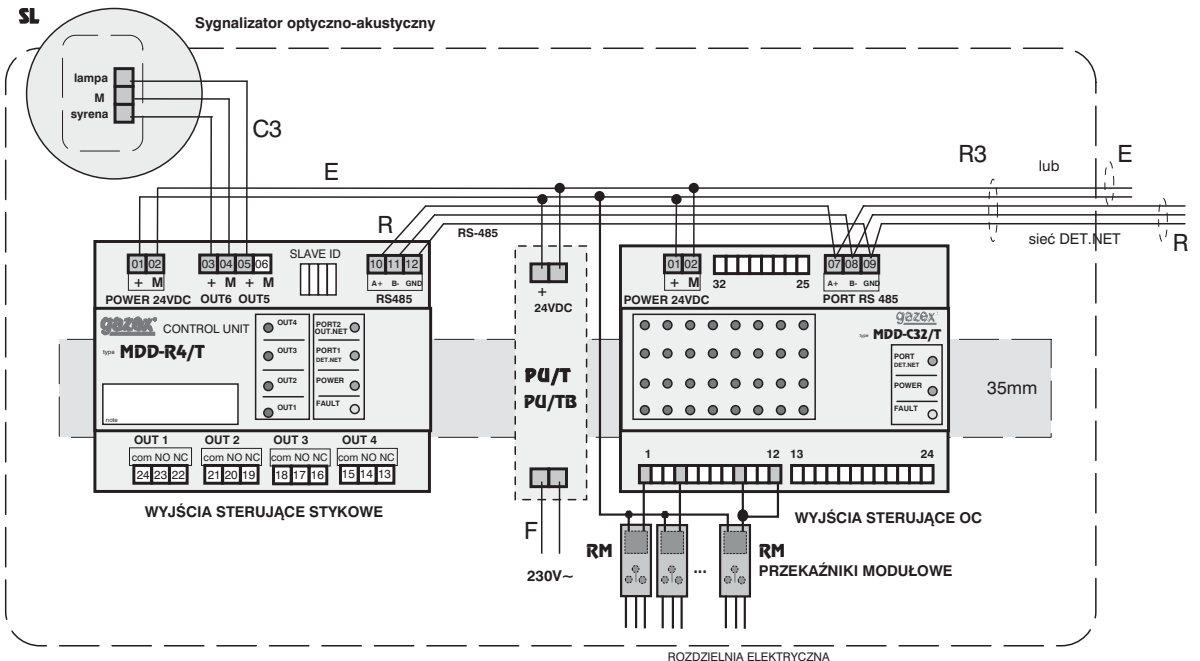 SL
Sygnalizator optyczno-akustyczny
lampa
M
syrena
C3
E
R3
lub
E
R
RS-485
sieć DET.NET
R
01 02
+ M
POWER 24VDC
03 04 05 06
+ M + M
OUT6 OUT5
SLAVE ID
10 11 12
A+ B- GND
RS485
gazex CONTROL UNIT
type MDD-R4/T
note
OUT4
OUT3
OUT2
OUT1
PORT2
OUT.NET
PORT1
DET.NET
POWER
FAULT
OUT 1 OUT 2 OUT 3 OUT 4
com NO NC com NO NC com NO NC com NO NC
24 23 22 21 20 19 18 17 16 15 14 13
WYJŚCIA STERUJĄCE STYKOWE
+
24VDC
PU/T
PU/TB
F
230V~
01 02
+ M
POWER 24VDC
32 25
07 08 09
A+ B- GND
PORT RS 485
gazex
type MDD-C32/T
PORT
DET.NET
POWER
FAULT
35mm
1 12 13 24
WYJŚCIA STERUJĄCE OC
RM
...
RM
PRZEKAŹNIKI MODUŁOWE
ROZDZIELNIA ELEKTRYCZNA